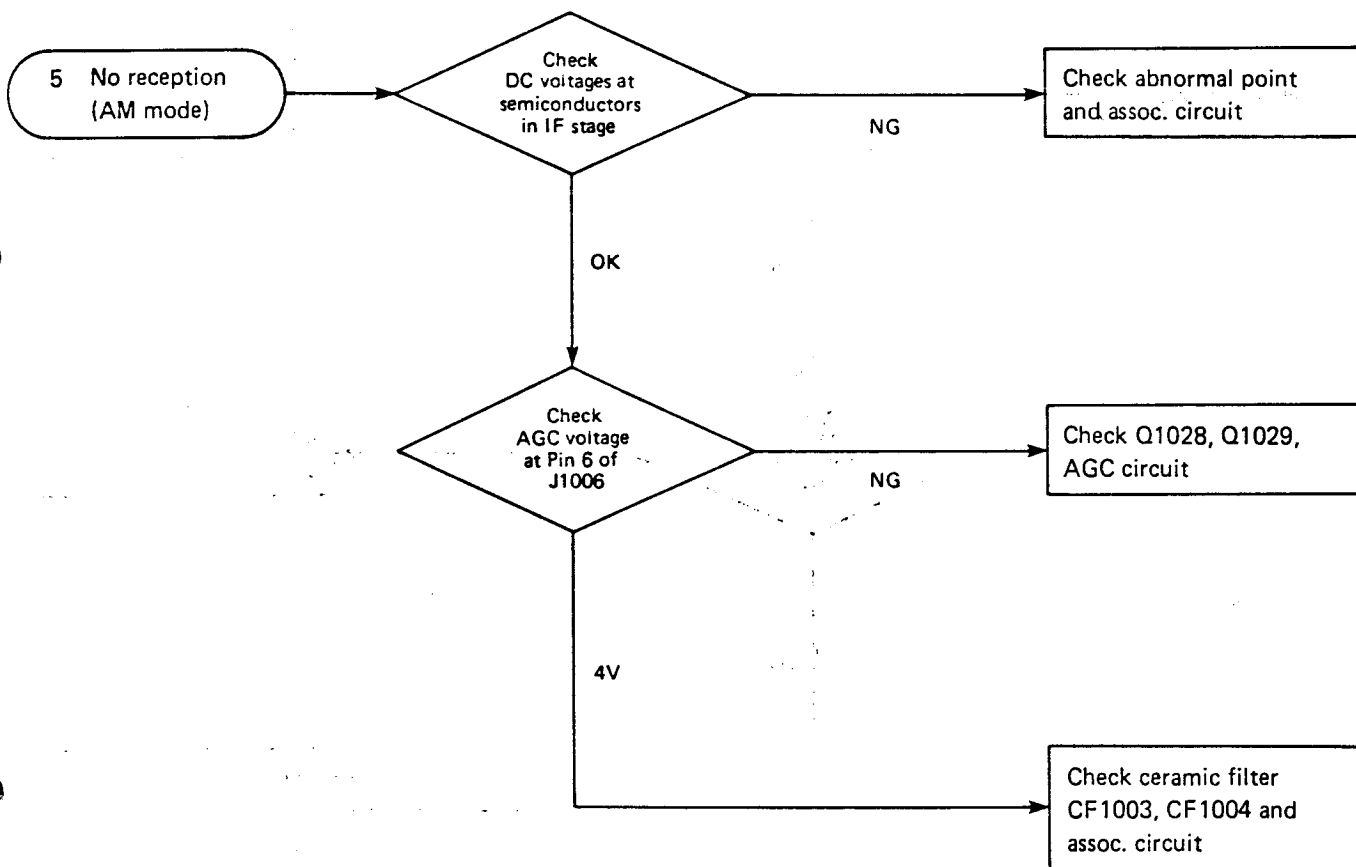 5 No reception
(AM mode)
Check
DC voltages at
semiconductors
in IF stage
NG
Check abnormal point
and assoc. circuit
OK
Check
AGC voltage
at Pin 6 of
J1006
NG
Check Q1028, Q1029,
AGC circuit
4V
Check ceramic filter
CF1003, CF1004 and
assoc. circuit